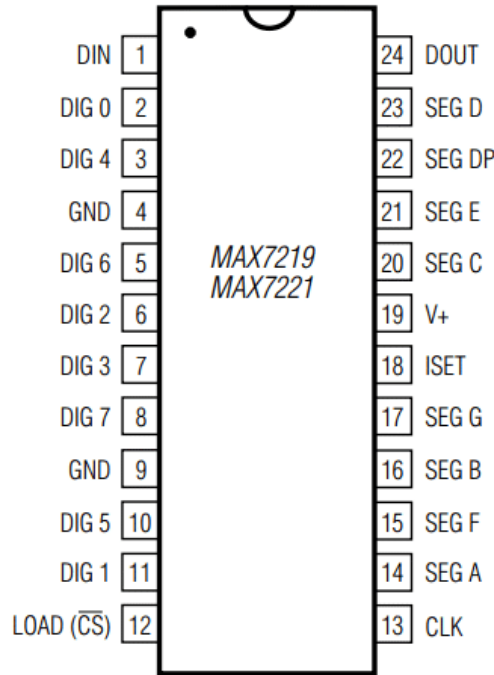 DIN 1
DIG 0 2
DIG 4 3
GND 4
DIG 6 5
DIG 2 6
DIG 3 7
DIG 7 8
GND 9
DIG 5 10
DIG 1 11
LOAD (C̅S̅) 12
MAX7219
MAX7221
24 DOUT
23 SEG D
22 SEG DP
21 SEG E
20 SEG C
19 V+
18 ISET
17 SEG G
16 SEG B
15 SEG F
14 SEG A
13 CLK